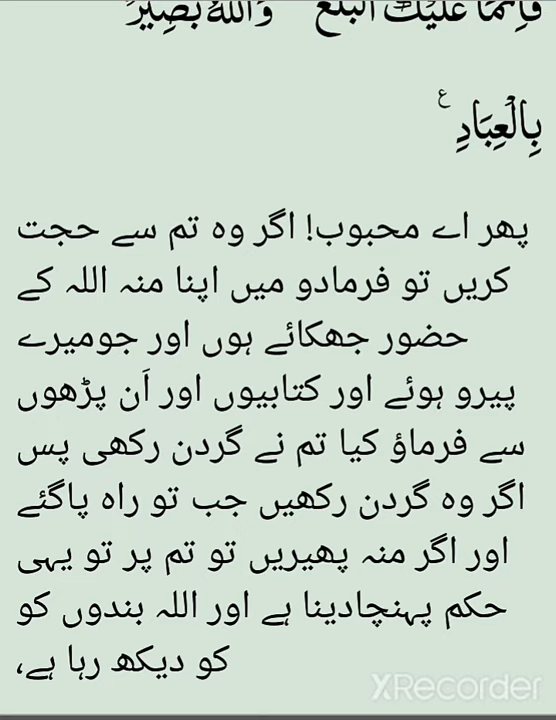 فَاِنَّمَا عَلَيْكَ الْبَلٰغُ ؕ وَاللّٰهُ بَصِيْرٌۢ
بِالْعِبَادِ ع
پھر اے محبوب! اگر وہ تم سے حجت
کریں تو فرمادو میں اپنا منہ اللہ کے
حضور جھکائے ہوں اور جومیرے
پیرو ہوئے اور کتابیوں اور اَن پڑھوں
سے فرماؤ کیا تم نے گردن رکھی پس
اگر وہ گردن رکھیں جب تو راہ پاگئے
اور اگر منہ پھیریں تو تم پر تو یہی
حکم پہنچادینا ہے اور اللہ بندوں کو
کو دیکھ رہا ہے،
XRecorder